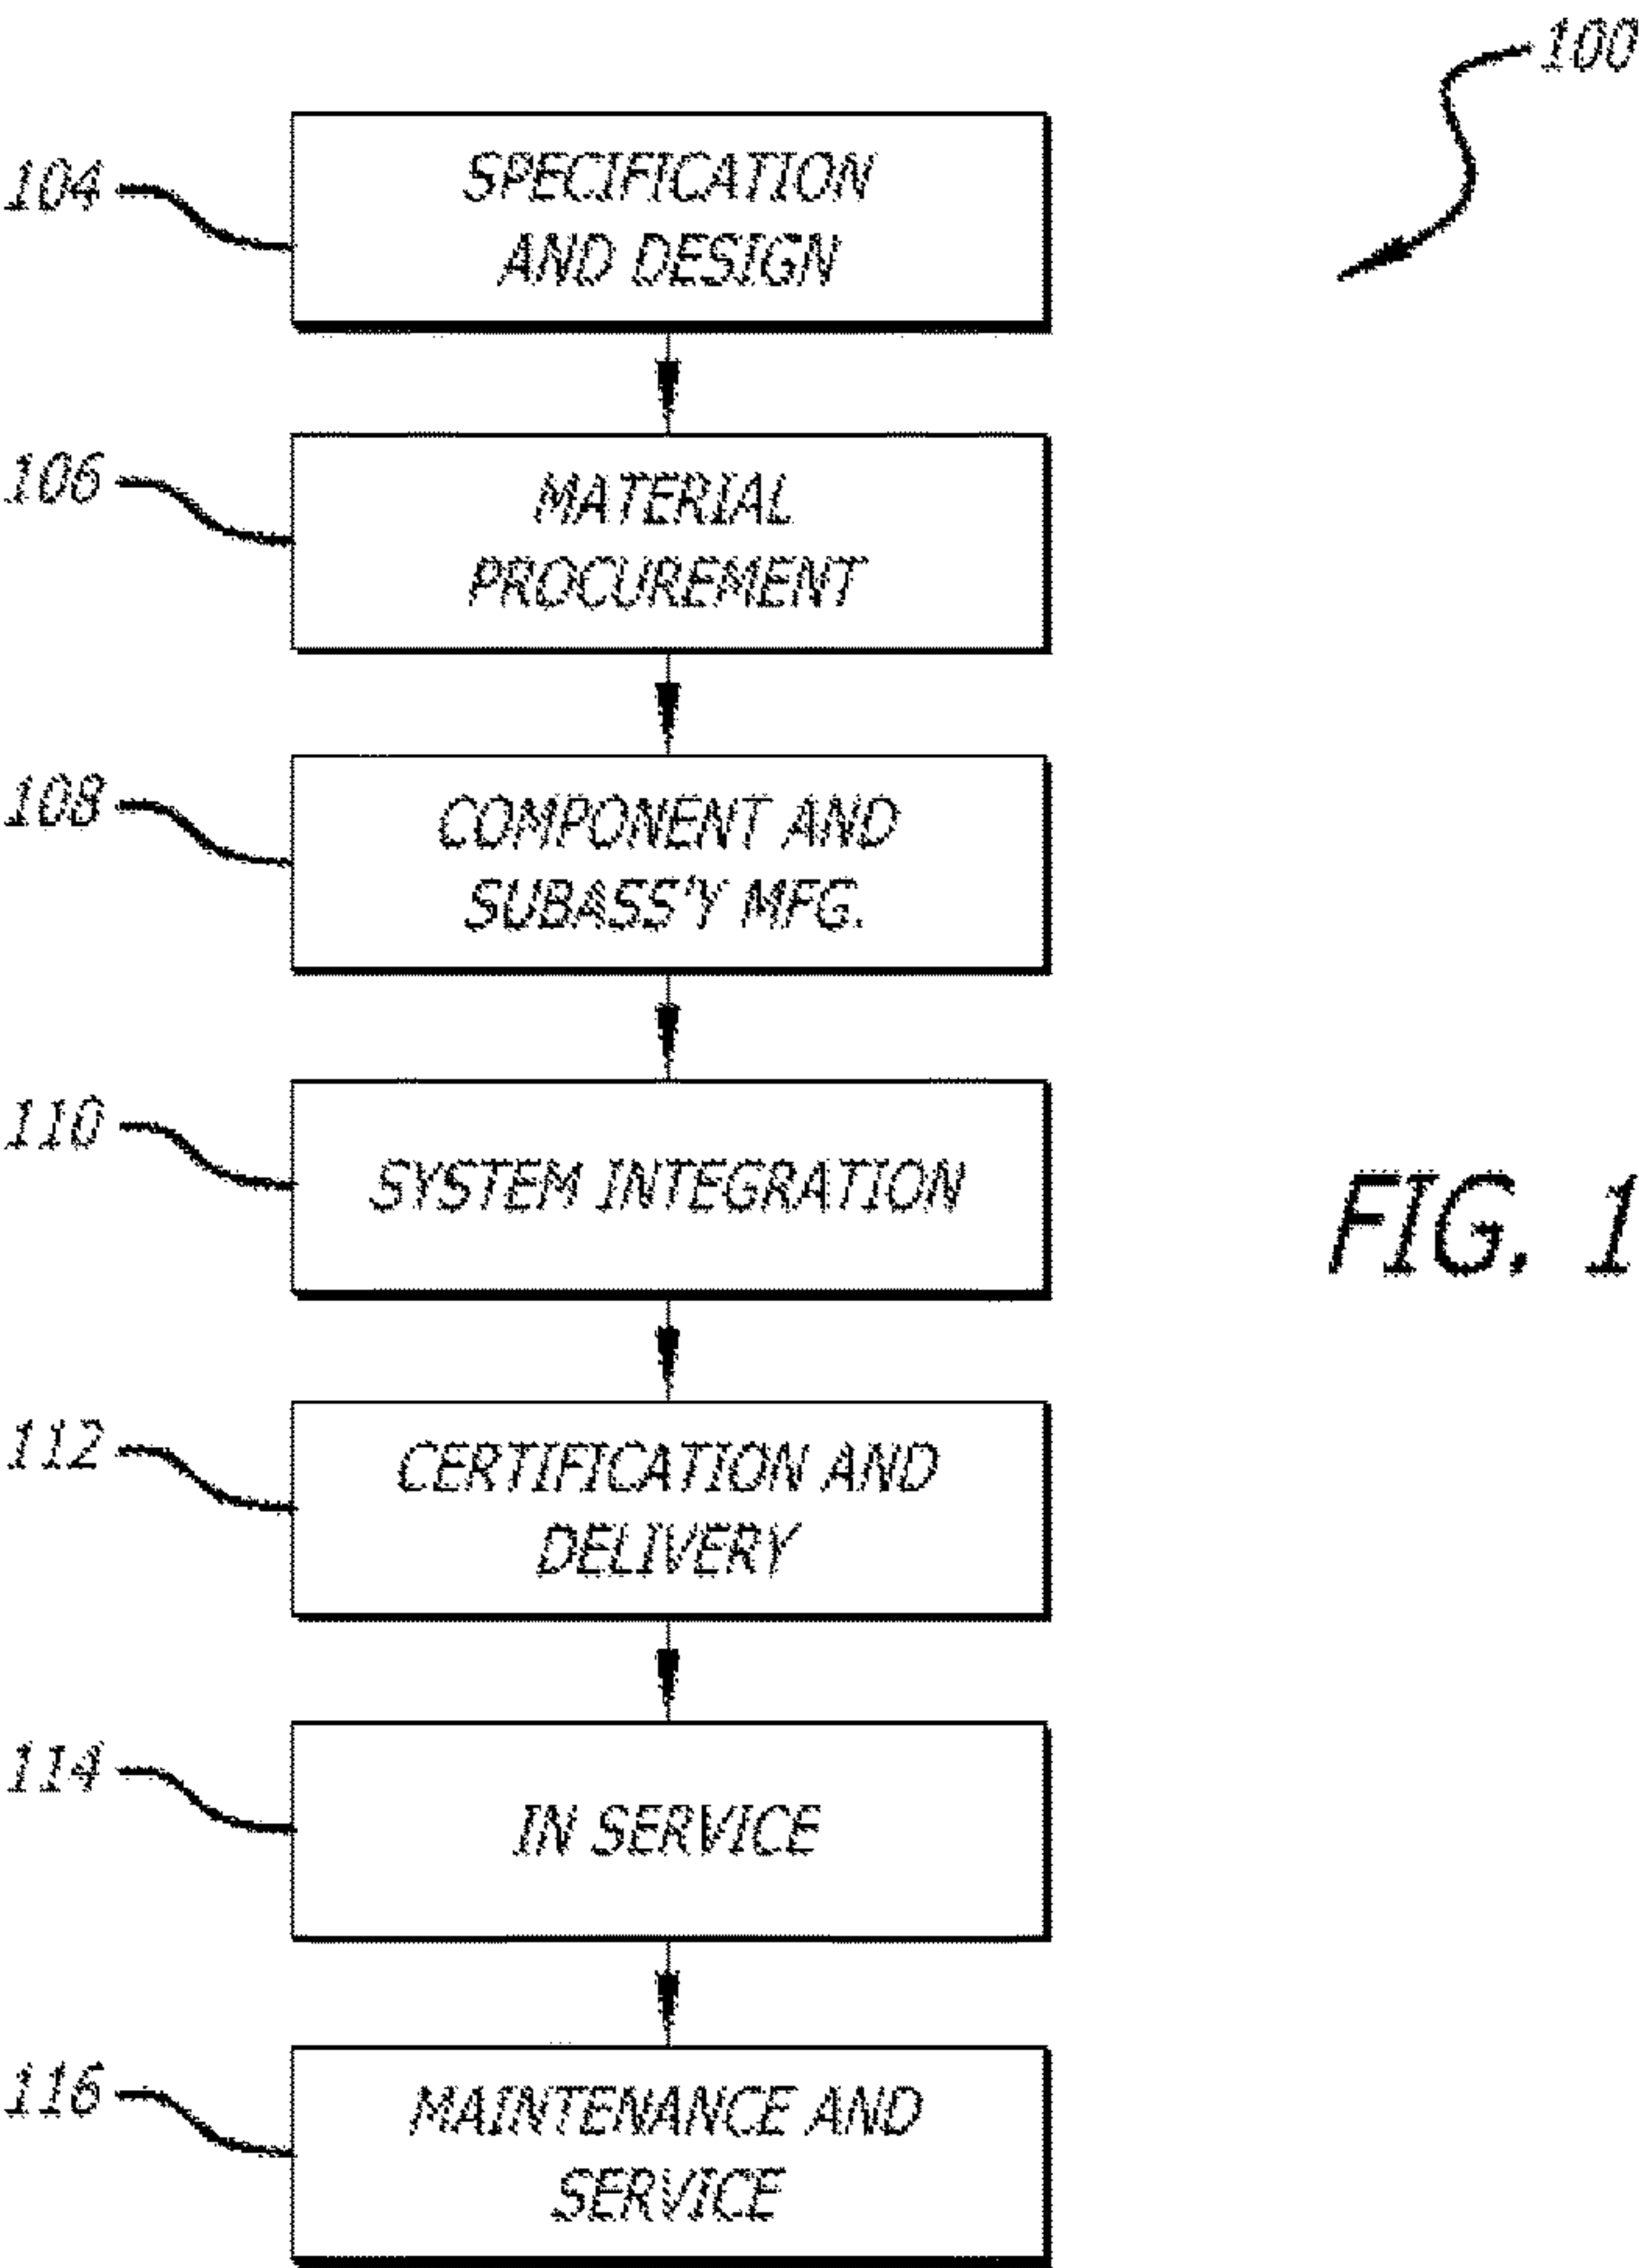 100
104
SPECIFICATION
AND DESIGN
106
MATERIAL
PROCUREMENT
108
COMPONENT AND
SUBASS'Y MFG.
110
SYSTEM INTEGRATION
FIG. 1
112
CERTIFICATION AND
DELIVERY
114
IN SERVICE
116
MAINTENANCE AND
SERVICE